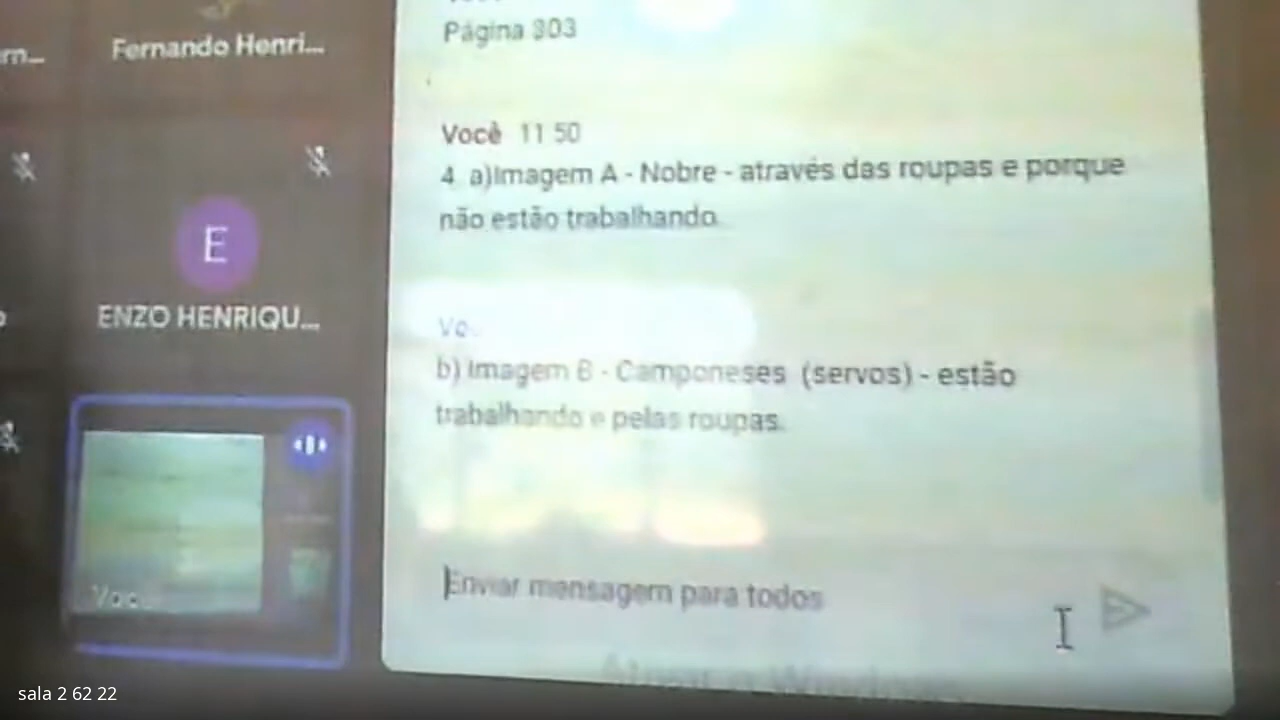 Fernando Henri...
ENZO HENRIQU...
E
Página 303
Você 11 50
4 a)Imagem A - Nobre - através das roupas e porque
não estão trabalhando.
Vo
b) Imagem B - Camponeses (servos) - estão
trabalhando e pelas roupas.
Enviar mensagem para todos
sala 2 62 22